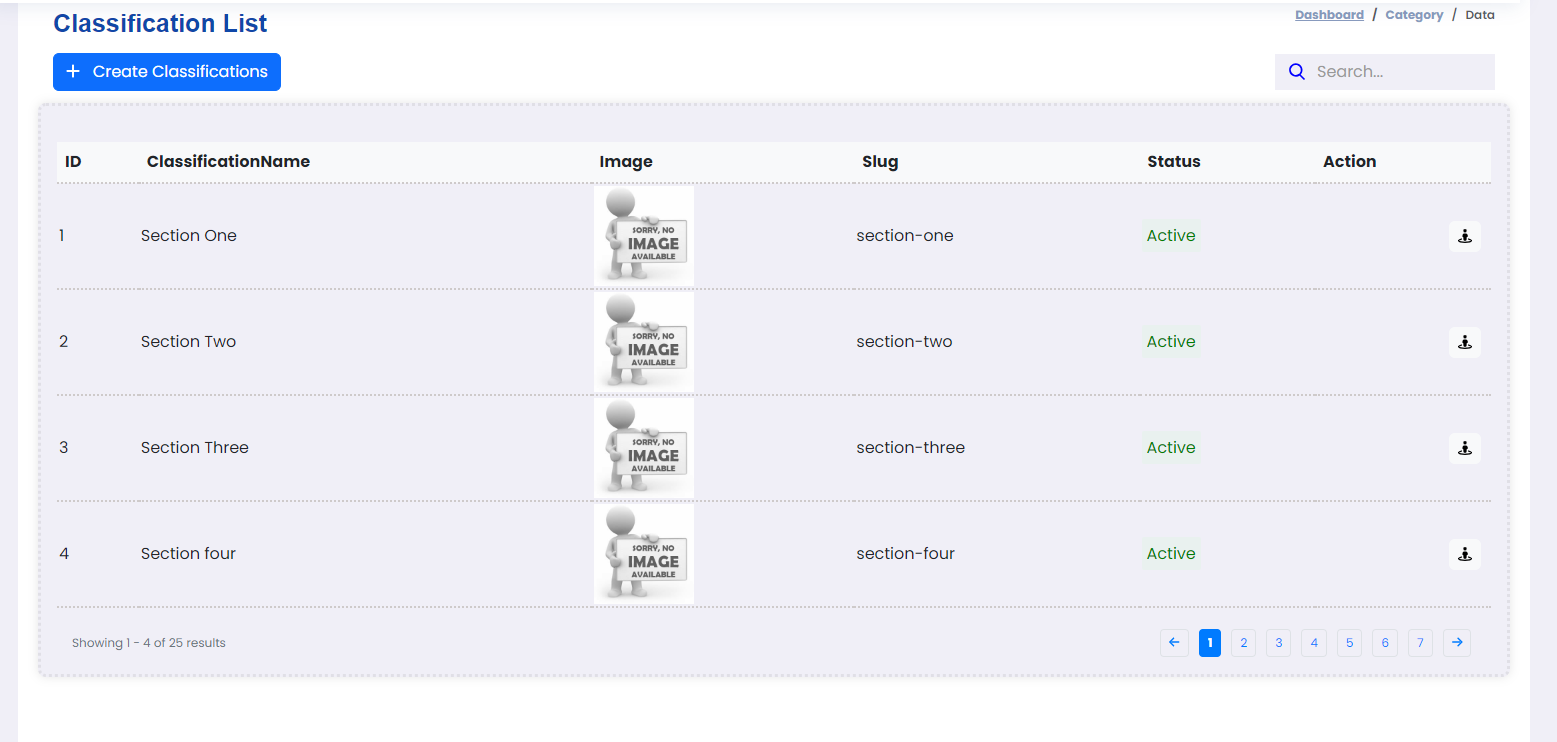 Classification List
Dashboard / Category / Data
+ Create Classifications
Search...
ID ClassificationName Image Slug Status Action
1 Section One section-one Active
SORRY, NO
IMAGE
AVAILABLE
2 Section Two section-two Active
SORRY, NO
IMAGE
AVAILABLE
3 Section Three section-three Active
SORRY, NO
IMAGE
AVAILABLE
4 Section four section-four Active
SORRY, NO
IMAGE
AVAILABLE
Showing 1 - 4 of 25 results
← 1 2 3 4 5 6 7 →